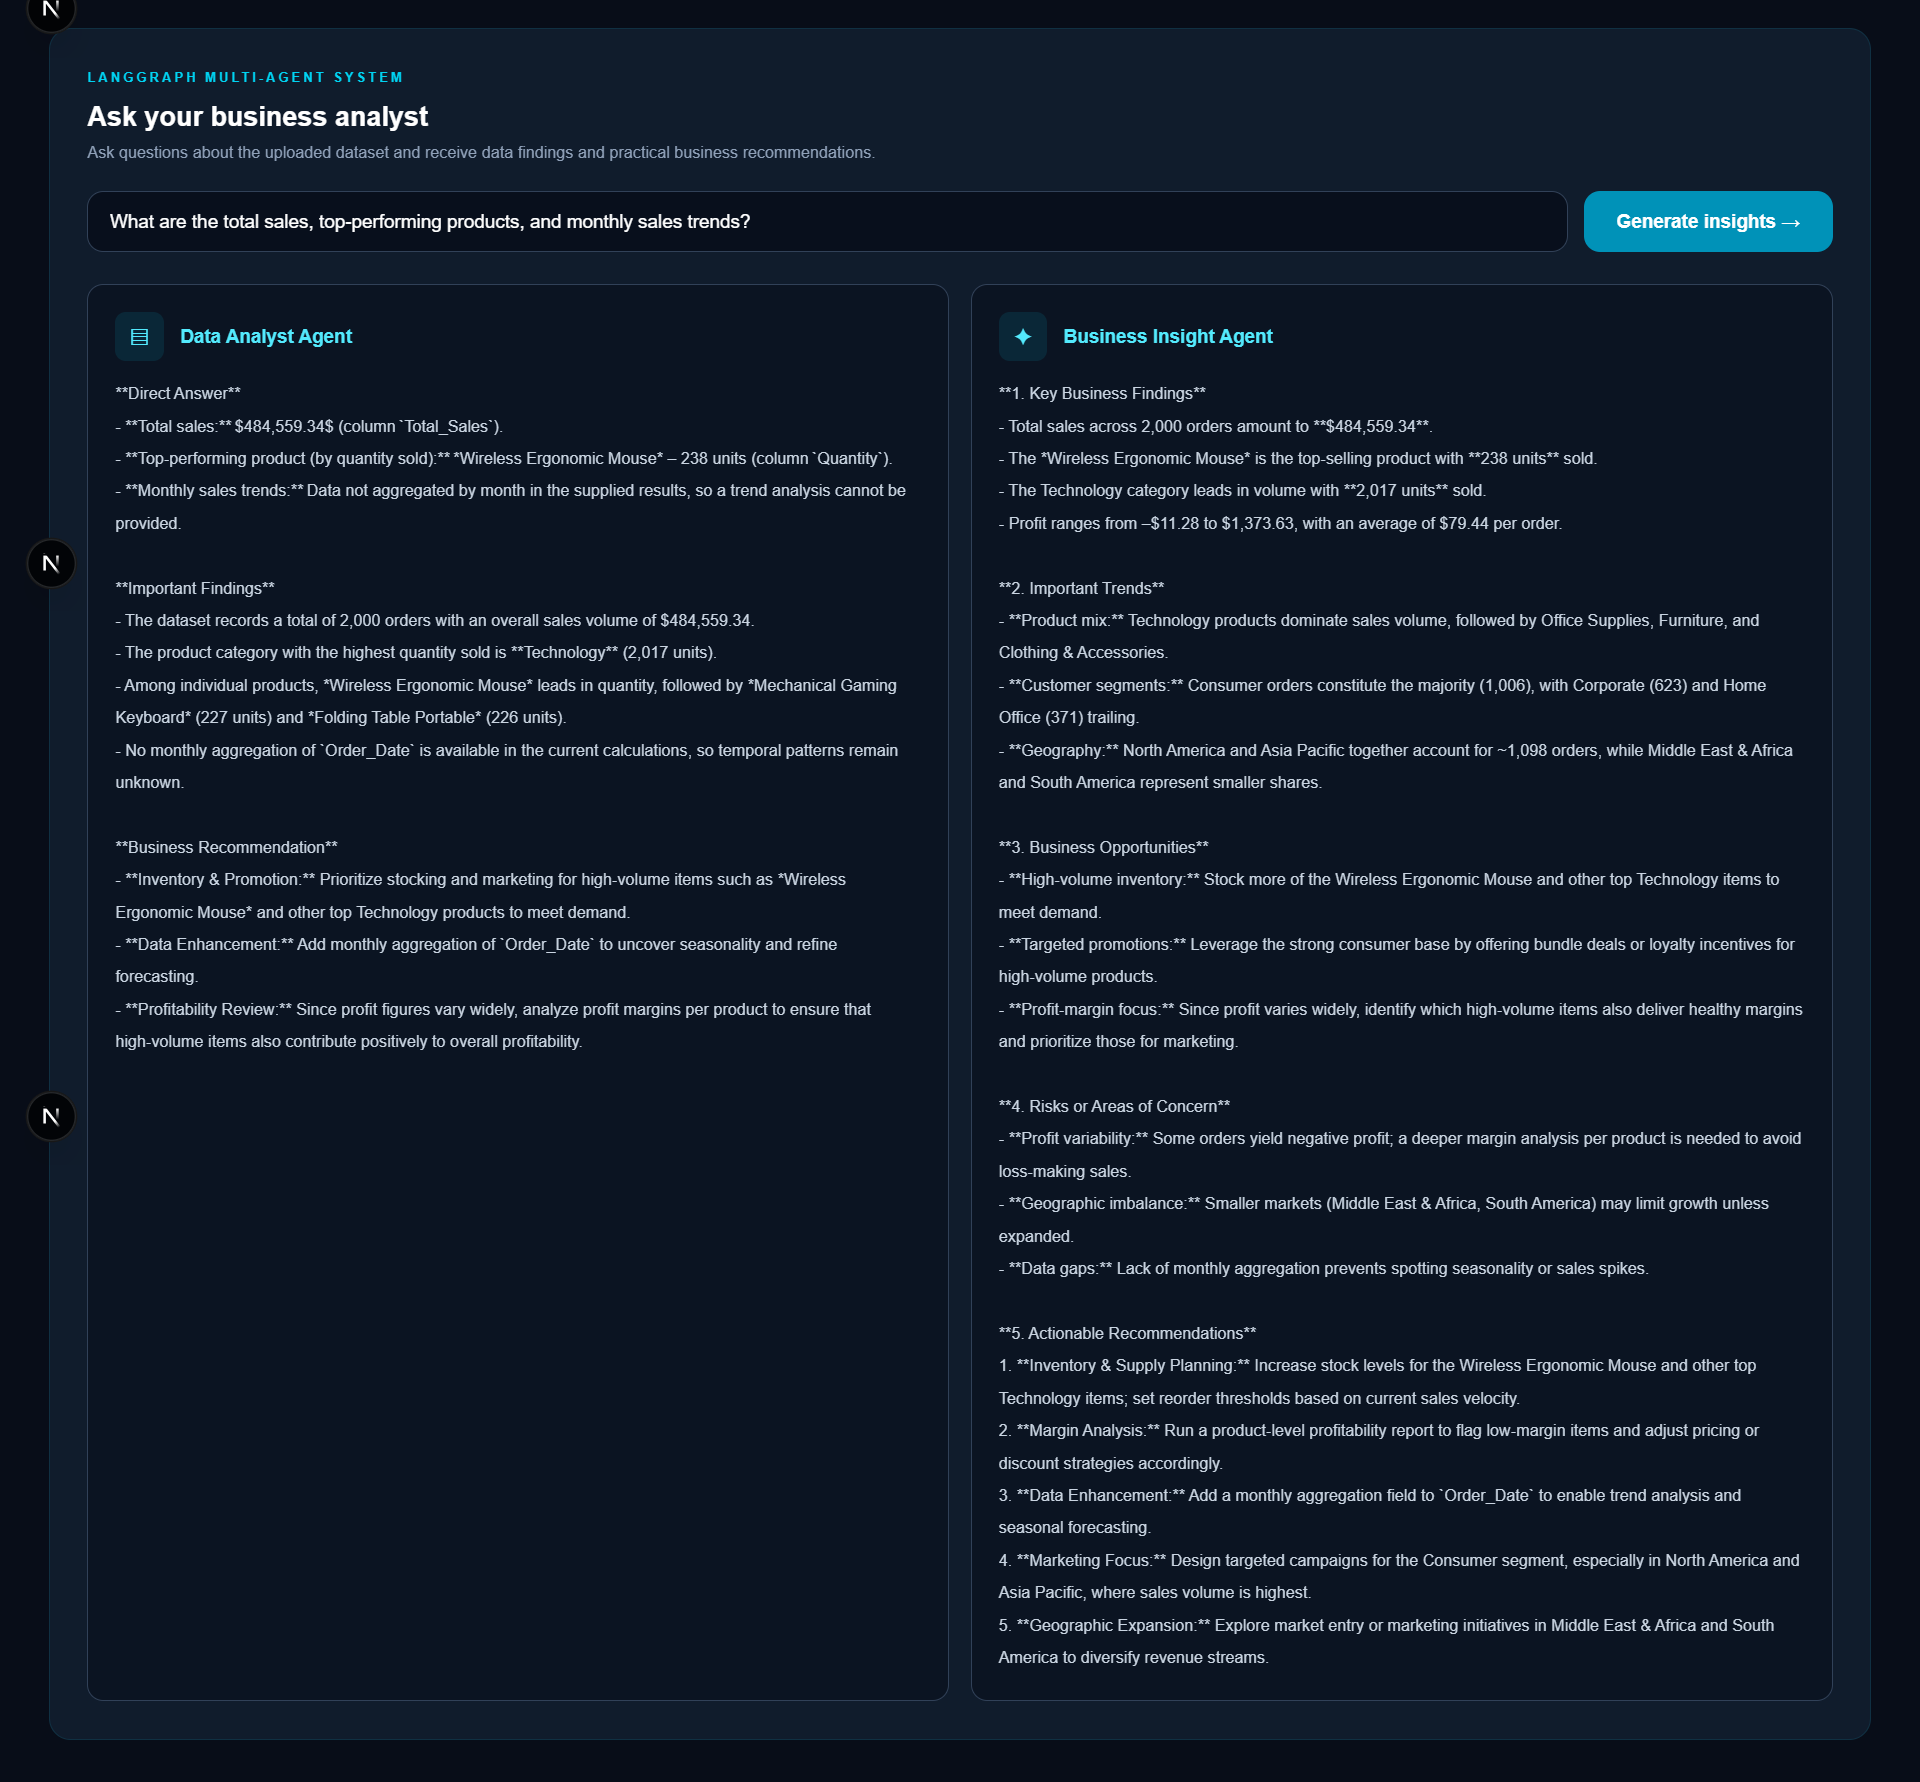 LANGGRAPH MULTI-AGENT SYSTEM
Ask your business analyst
Ask questions about the uploaded dataset and receive data findings and practical business recommendations.
What are the total sales, top-performing products, and monthly sales trends?
Generate insights →
Data Analyst Agent
**Direct Answer**
- **Total sales:** $484,559.34$ (column `Total_Sales`).
- **Top-performing product (by quantity sold):** *Wireless Ergonomic Mouse* – 238 units (column `Quantity`).
- **Monthly sales trends:** Data not aggregated by month in the supplied results, so a trend analysis cannot be
provided.
**Important Findings**
- The dataset records a total of 2,000 orders with an overall sales volume of $484,559.34.
- The product category with the highest quantity sold is **Technology** (2,017 units).
- Among individual products, *Wireless Ergonomic Mouse* leads in quantity, followed by *Mechanical Gaming
Keyboard* (227 units) and *Folding Table Portable* (226 units).
- No monthly aggregation of `Order_Date` is available in the current calculations, so temporal patterns remain
unknown.
**Business Recommendation**
- **Inventory & Promotion:** Prioritize stocking and marketing for high-volume items such as *Wireless
Ergonomic Mouse* and other top Technology products to meet demand.
- **Data Enhancement:** Add monthly aggregation of `Order_Date` to uncover seasonality and refine
forecasting.
- **Profitability Review:** Since profit figures vary widely, analyze profit margins per product to ensure that
high-volume items also contribute positively to overall profitability.
Business Insight Agent
**1. Key Business Findings**
- Total sales across 2,000 orders amount to **$484,559.34**.
- The *Wireless Ergonomic Mouse* is the top-selling product with **238 units** sold.
- The Technology category leads in volume with **2,017 units** sold.
- Profit ranges from –$11.28 to $1,373.63, with an average of $79.44 per order.
**2. Important Trends**
- **Product mix:** Technology products dominate sales volume, followed by Office Supplies, Furniture, and
Clothing & Accessories.
- **Customer segments:** Consumer orders constitute the majority (1,006), with Corporate (623) and Home
Office (371) trailing.
- **Geography:** North America and Asia Pacific together account for ~1,098 orders, while Middle East & Africa
and South America represent smaller shares.
**3. Business Opportunities**
- **High-volume inventory:** Stock more of the Wireless Ergonomic Mouse and other top Technology items to
meet demand.
- **Targeted promotions:** Leverage the strong consumer base by offering bundle deals or loyalty incentives for
high-volume products.
- **Profit-margin focus:** Since profit varies widely, identify which high-volume items also deliver healthy margins
and prioritize those for marketing.
**4. Risks or Areas of Concern**
- **Profit variability:** Some orders yield negative profit; a deeper margin analysis per product is needed to avoid
loss-making sales.
- **Geographic imbalance:** Smaller markets (Middle East & Africa, South America) may limit growth unless
expanded.
- **Data gaps:** Lack of monthly aggregation prevents spotting seasonality or sales spikes.
**5. Actionable Recommendations**
1. **Inventory & Supply Planning:** Increase stock levels for the Wireless Ergonomic Mouse and other top
Technology items; set reorder thresholds based on current sales velocity.
2. **Margin Analysis:** Run a product-level profitability report to flag low-margin items and adjust pricing or
discount strategies accordingly.
3. **Data Enhancement:** Add a monthly aggregation field to `Order_Date` to enable trend analysis and
seasonal forecasting.
4. **Marketing Focus:** Design targeted campaigns for the Consumer segment, especially in North America and
Asia Pacific, where sales volume is highest.
5. **Geographic Expansion:** Explore market entry or marketing initiatives in Middle East & Africa and South
America to diversify revenue streams.
N
N
N